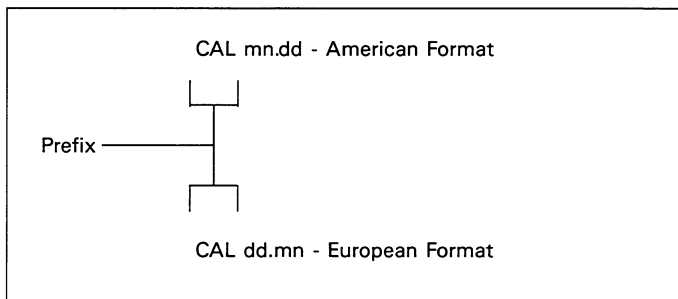 CAL mn.dd - American Format
Prefix
CAL dd.mn - European Format